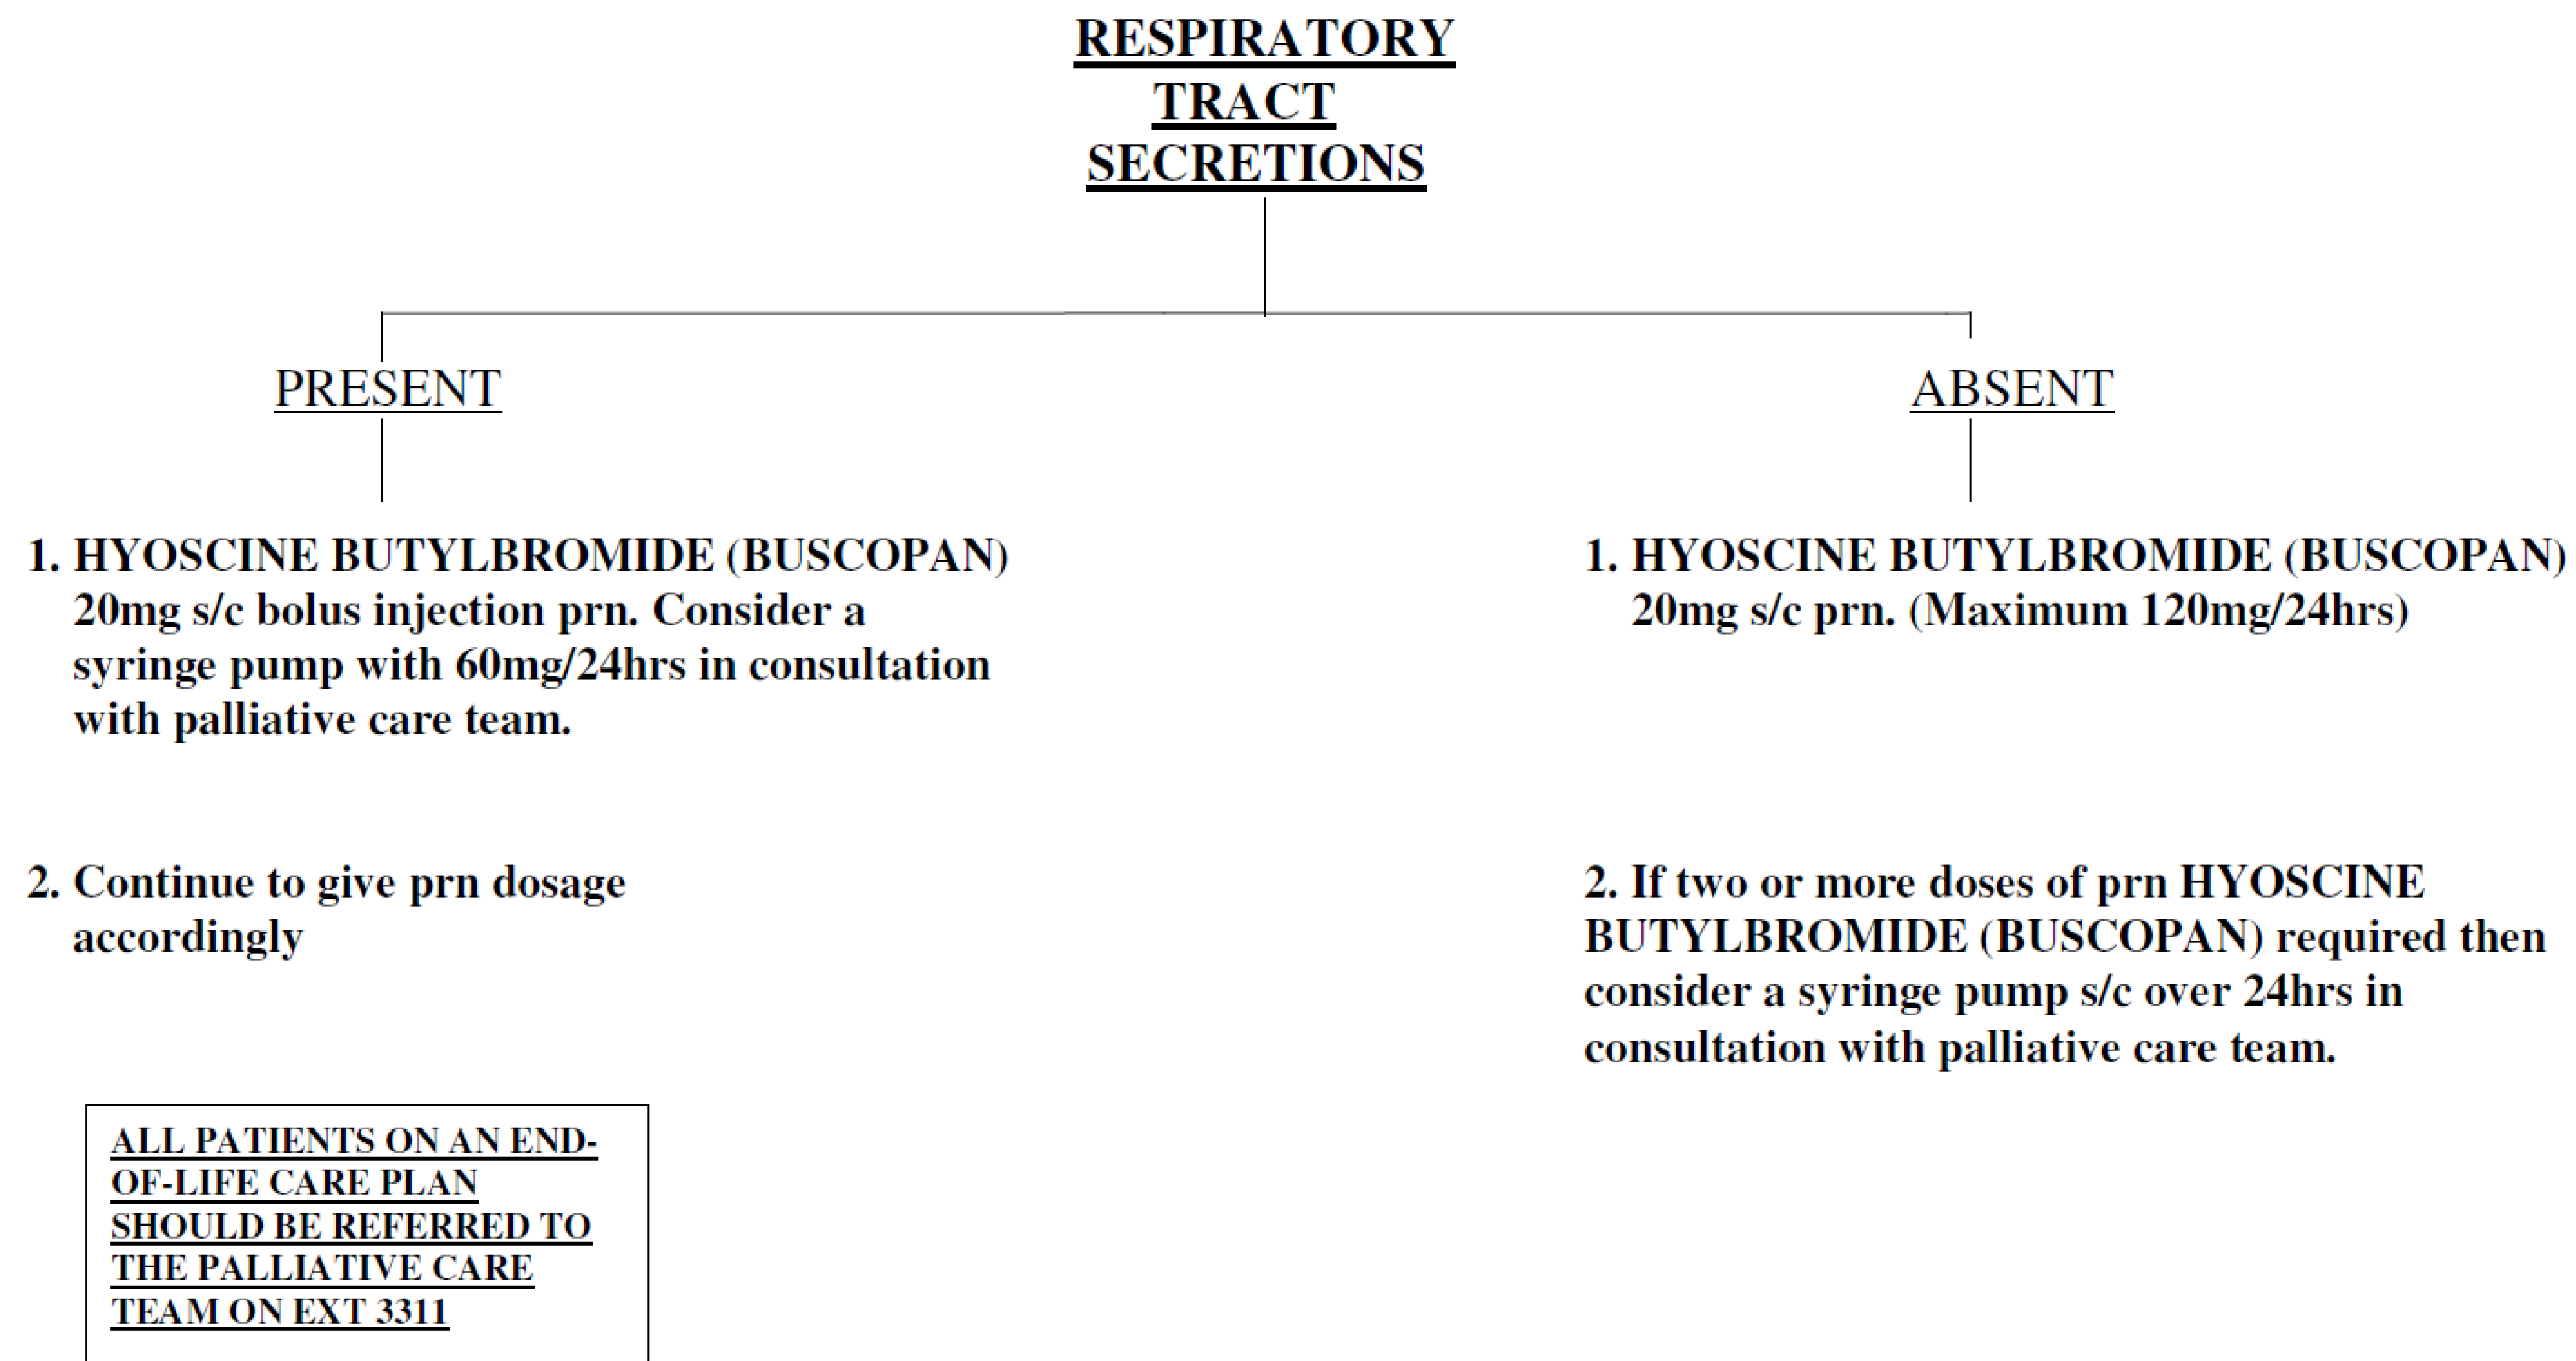 RESPIRATORY
TRACT
SECRETIONS
PRESENT
ABSENT
1. HYOSCINE BUTYLBROMIDE (BUSCOPAN)
20mg s/c bolus injection prn. Consider a
syringe pump with 60mg/24hrs in consultation
with palliative care team.
2. Continue to give prn dosage
accordingly
1. HYOSCINE BUTYLBROMIDE (BUSCOPAN)
20mg s/c prn. (Maximum 120mg/24hrs)
2. If two or more doses of prn HYOSCINE
BUTYLBROMIDE (BUSCOPAN) required then
consider a syringe pump s/c over 24hrs in
consultation with palliative care team.
ALL PATIENTS ON AN END-
OF-LIFE CARE PLAN
SHOULD BE REFERRED TO
THE PALLIATIVE CARE
TEAM ON EXT 3311